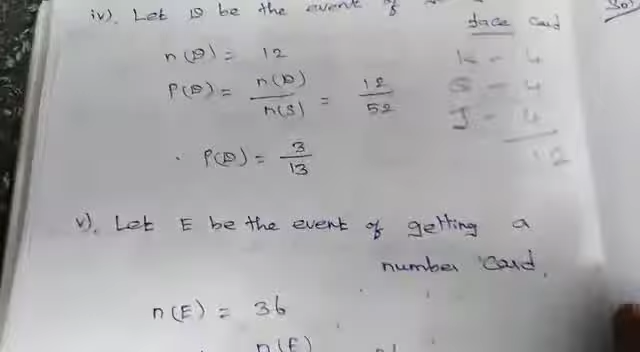 iv). Let D be the event of
face card
n(D) = 12
K - 4
P(D) = n(D)/n(S) = 12/52
- 4
J - 4
12
P(D) = 3/13
v). Let E be the event of getting a
number card.
n(E) = 36
n(E)